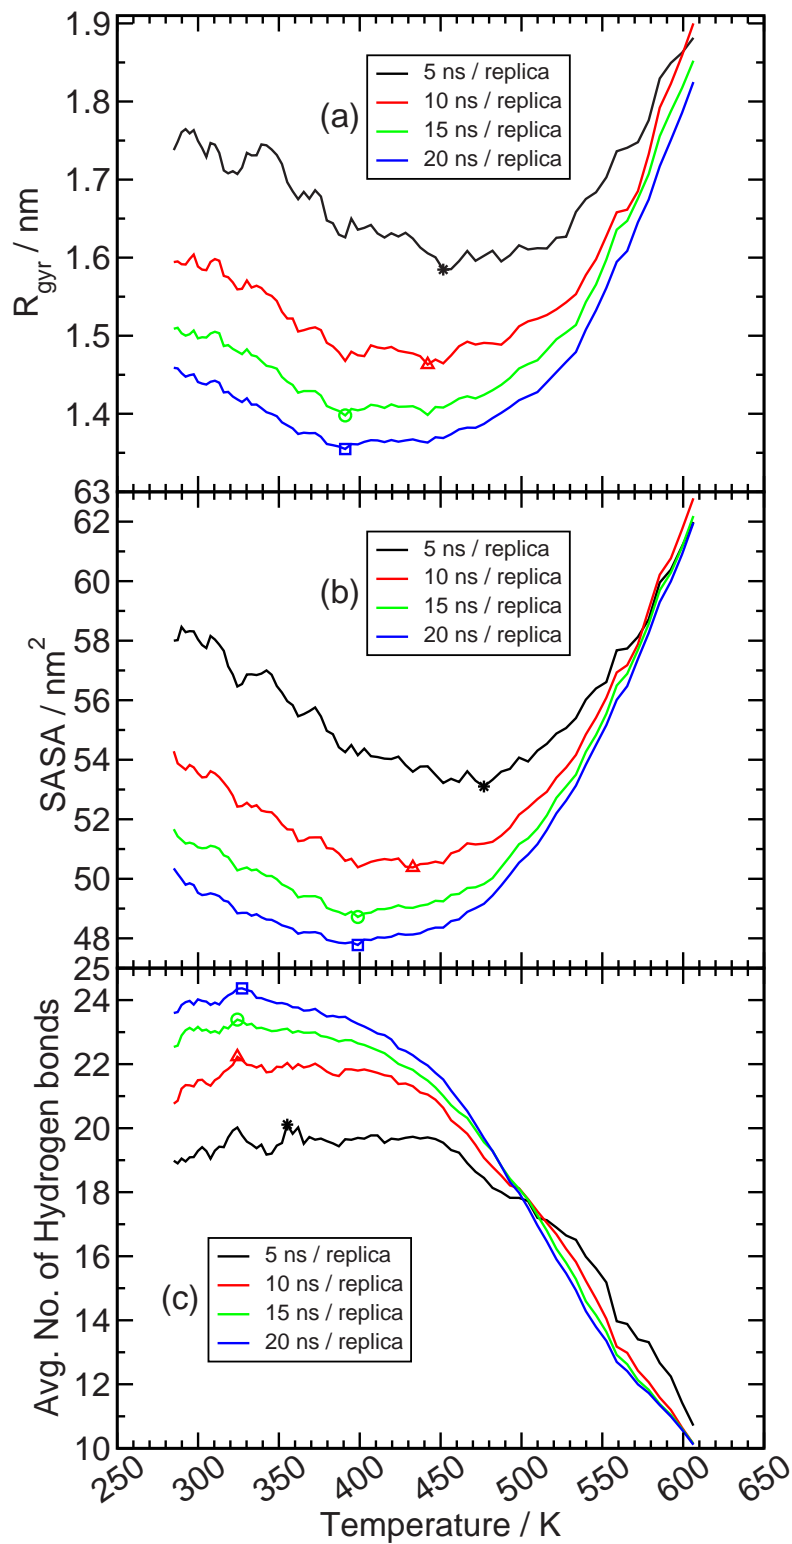 1.9
1.8
1.7
1.6
1.5
1.4
R_gyr / nm
(a)
5 ns / replica
10 ns / replica
15 ns / replica
20 ns / replica
63
62
60
58
56
54
53
52
50
48
SASA / nm²
(b)
5 ns / replica
10 ns / replica
15 ns / replica
20 ns / replica
25
24
22
20
18
16
14
12
10
Avg. No. of Hydrogen bonds
(c)
5 ns / replica
10 ns / replica
15 ns / replica
20 ns / replica
250 300 350 400 450 500 550 600 650
Temperature / K